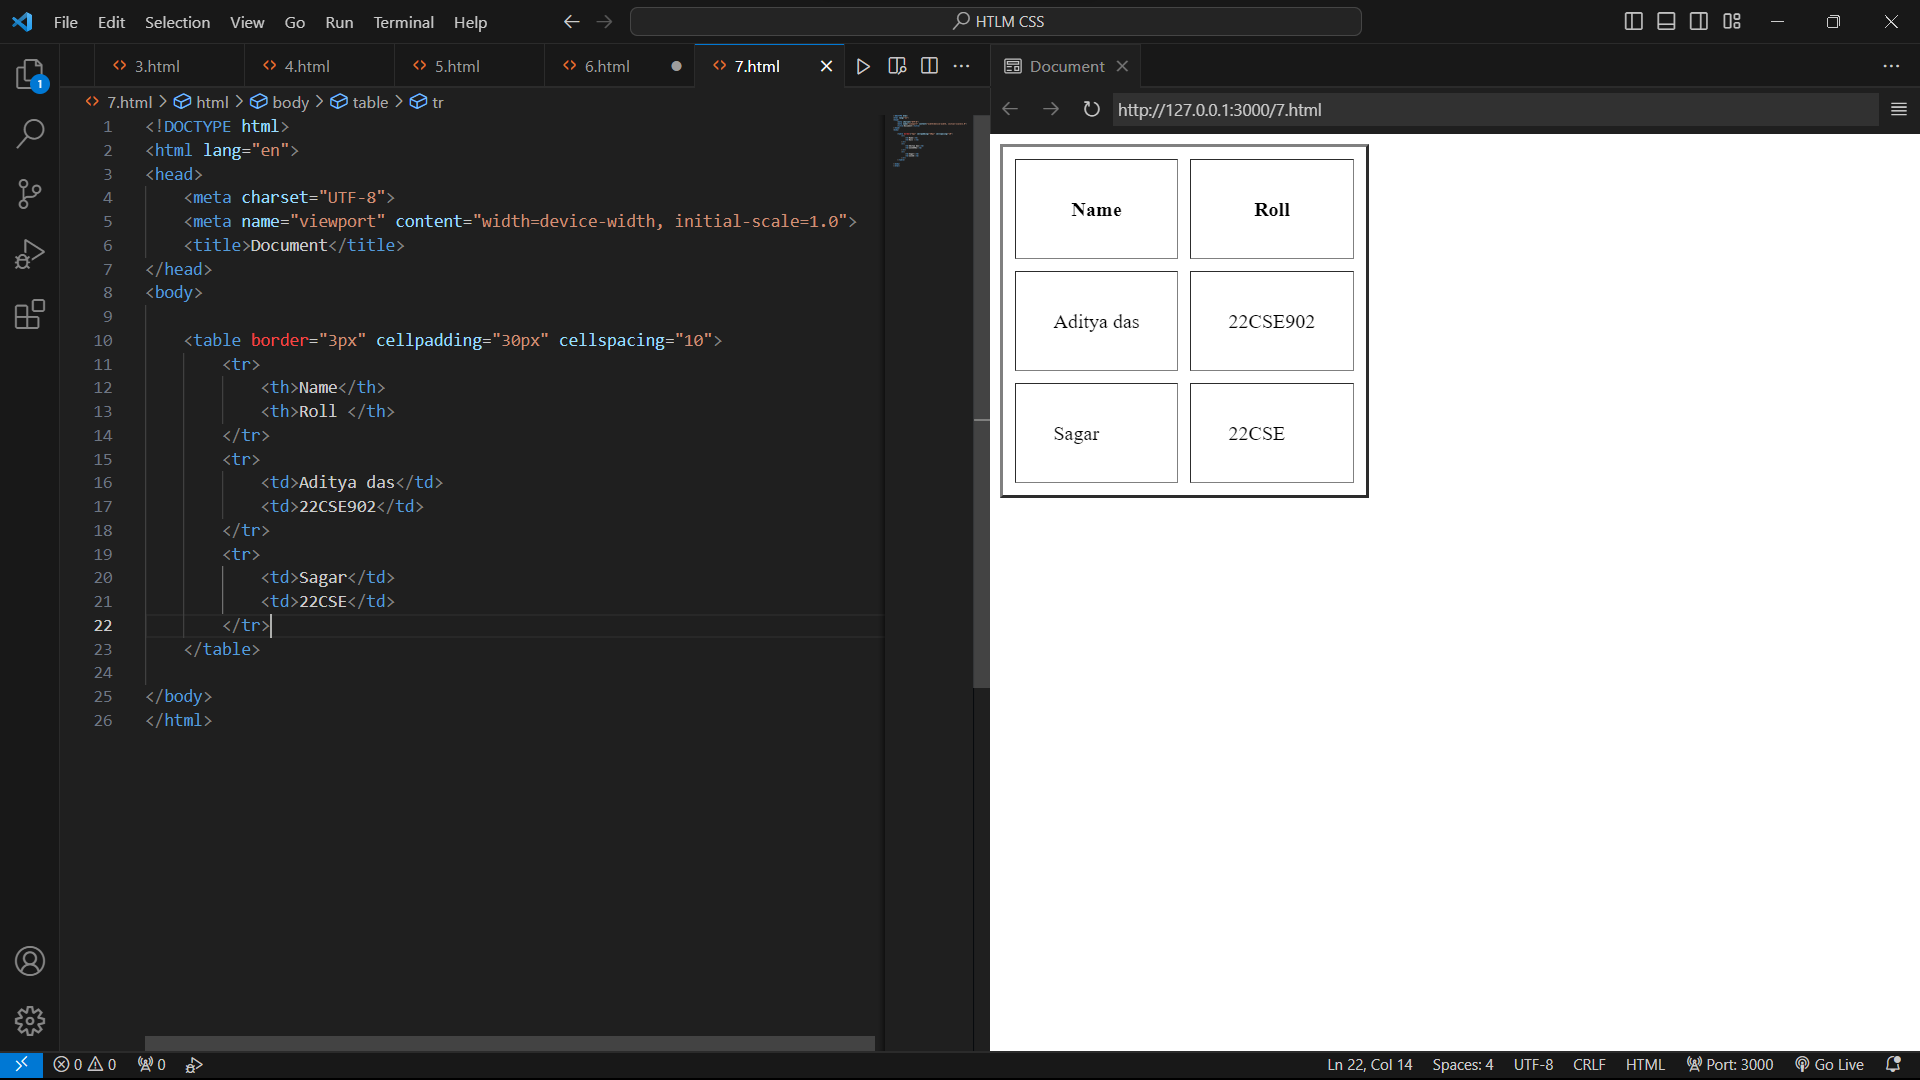 File Edit Selection View Go Run Terminal Help
HTLM CSS
3.html 4.html 5.html 6.html 7.html
7.html > html > body > table > tr
1 <!DOCTYPE html>
2 <html lang="en">
3 <head>
4 <meta charset="UTF-8">
5 <meta name="viewport" content="width=device-width, initial-scale=1.0">
6 <title>Document</title>
7 </head>
8 <body>
9
10 <table border="3px" cellpadding="30px" cellspacing="10">
11 <tr>
12 <th>Name</th>
13 <th>Roll </th>
14 </tr>
15 <tr>
16 <td>Aditya das</td>
17 <td>22CSE902</td>
18 </tr>
19 <tr>
20 <td>Sagar</td>
21 <td>22CSE</td>
22 </tr>
23 </table>
24
25 </body>
26 </html>
Document
http://127.0.0.1:3000/7.html
Name Roll
Aditya das 22CSE902
Sagar 22CSE
1
0 0 0
Ln 22, Col 14 Spaces: 4 UTF-8 CRLF HTML Port: 3000 Go Live